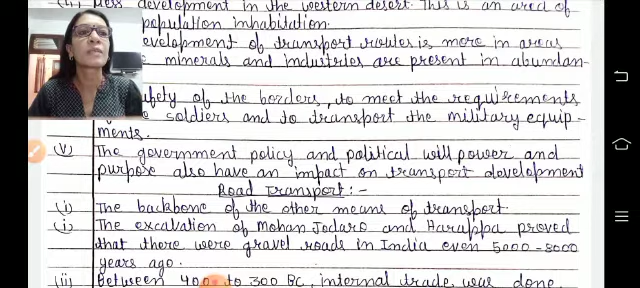 (ii) Less development in the western desert. This is an area of
population inhabitation.
evelopment of transport routes is more in areas
e minerals and industries are present in abundan-
afety of the borders, to meet the requirements
e soldiers and to transport the military equip-
ments.
(v) The government policy and political will power and
purpose also have an impact on transport development
Road Transport:-
(i) The backbone of the other means of transport.
(i) The excalvation of Mohan Jodaro and Harappa proved
that there were gravel roads in India even 5000-8000
years ago.
(ii) Between 400 to 300 BC, internal trade was done